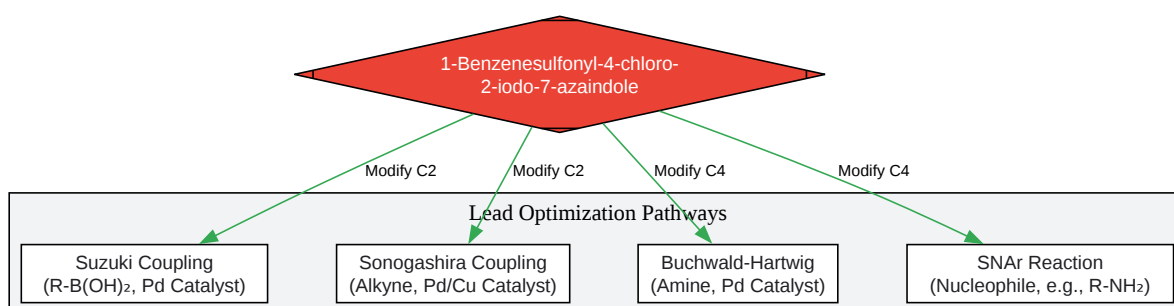 1-Benzenesulfonyl-4-chloro-
2-iodo-7-azaindole
Modify C2
Modify C2
Modify C4
Modify C4
Lead Optimization Pathways
Suzuki Coupling
(R-B(OH)₂, Pd Catalyst)
Sonogashira Coupling
(Alkyne, Pd/Cu Catalyst)
Buchwald-Hartwig
(Amine, Pd Catalyst)
SNAr Reaction
(Nucleophile, e.g., R-NH₂)